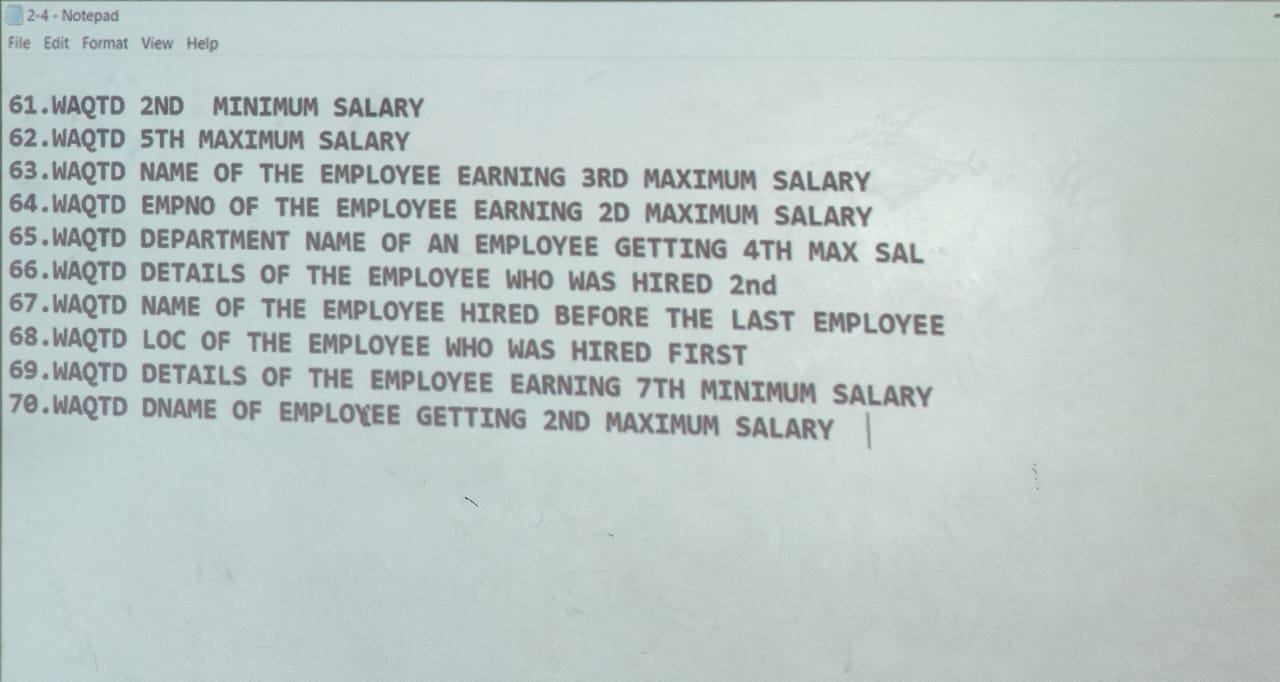 2-4 - Notepad
File Edit Format View Help
61.WAQTD 2ND  MINIMUM SALARY
62.WAQTD 5TH MAXIMUM SALARY
63.WAQTD NAME OF THE EMPLOYEE EARNING 3RD MAXIMUM SALARY
64.WAQTD EMPNO OF THE EMPLOYEE EARNING 2D MAXIMUM SALARY
65.WAQTD DEPARTMENT NAME OF AN EMPLOYEE GETTING 4TH MAX SAL
66.WAQTD DETAILS OF THE EMPLOYEE WHO WAS HIRED 2nd
67.WAQTD NAME OF THE EMPLOYEE HIRED BEFORE THE LAST EMPLOYEE
68.WAQTD LOC OF THE EMPLOYEE WHO WAS HIRED FIRST
69.WAQTD DETAILS OF THE EMPLOYEE EARNING 7TH MINIMUM SALARY
70.WAQTD DNAME OF EMPLOYEE GETTING 2ND MAXIMUM SALARY